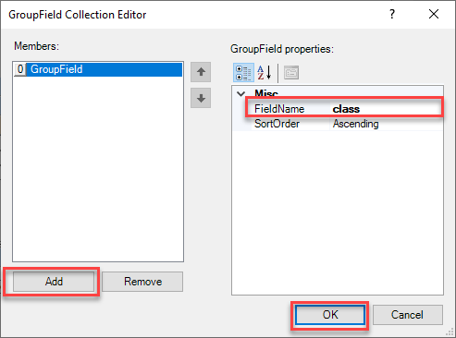 GroupField Collection Editor
?
Members:
0 GroupField
Add
Remove
GroupField properties:
A Z
Misc
FieldName class
SortOrder Ascending
OK
Cancel